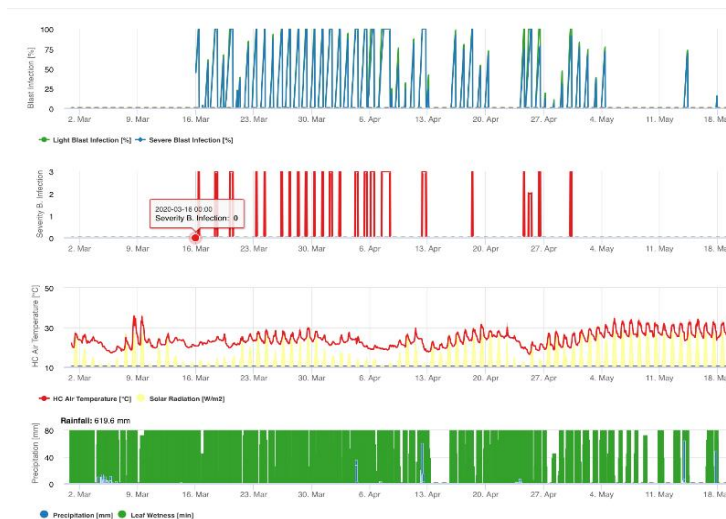 100
75
50
25
0
Blast Infection [%]
2. Mar 9. Mar 16. Mar 23. Mar 30. Mar 6. Apr 13. Apr 20. Apr 27. Apr 4. May 11. May 18. M
Light Blast Infection [%] Severe Blast Infection [%]
3
2
1
0
Severity B. Infection
2020-03-16 00:00
Severity B. Infection: 0
2. Mar 9. Mar 16. Mar 23. Mar 30. Mar 6. Apr 13. Apr 20. Apr 27. Apr 4. May 11. May 18. M
50
30
10
HC Air Temperature [°C]
2. Mar 9. Mar 16. Mar 23. Mar 30. Mar 6. Apr 13. Apr 20. Apr 27. Apr 4. May 11. May 18. M
HC Air Temperature [°C] Solar Radiation [W/m2]
Rainfall: 619.6 mm
80
40
0
Precipitation [mm]
2. Mar 9. Mar 16. Mar 23. Mar 30. Mar 6. Apr 13. Apr 20. Apr 27. Apr 4. May 11. May 18. M
Precipitation [mm] Leaf Wetness [min]